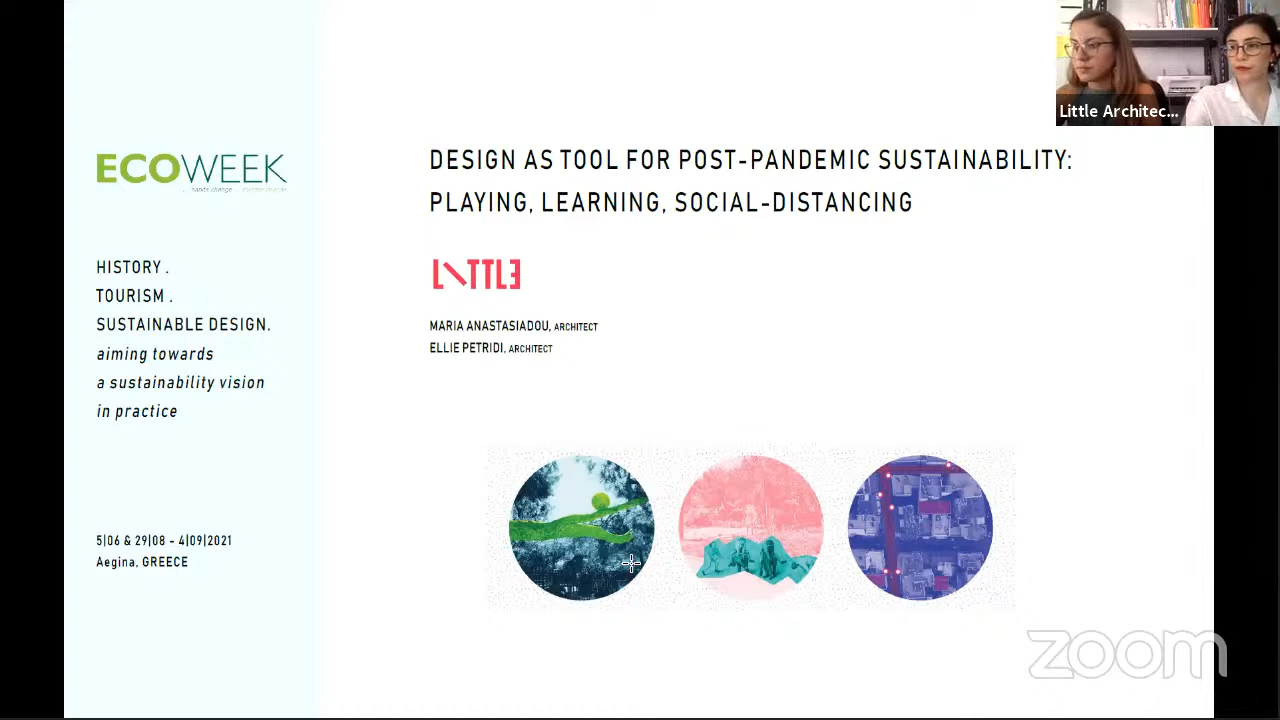 Little Architec...
ECOWEEK
HISTORY .
TOURISM .
SUSTAINABLE DESIGN.
aiming towards
a sustainability vision
in practice
5|06 & 29|08 - 4|09|2021
Aegina, GREECE
DESIGN AS TOOL FOR POST-PANDEMIC SUSTAINABILITY:
PLAYING, LEARNING, SOCIAL-DISTANCING
LITTLE
MARIA ANASTASIADOU, ARCHITECT
ELLIE PETRIDI, ARCHITECT
zoom